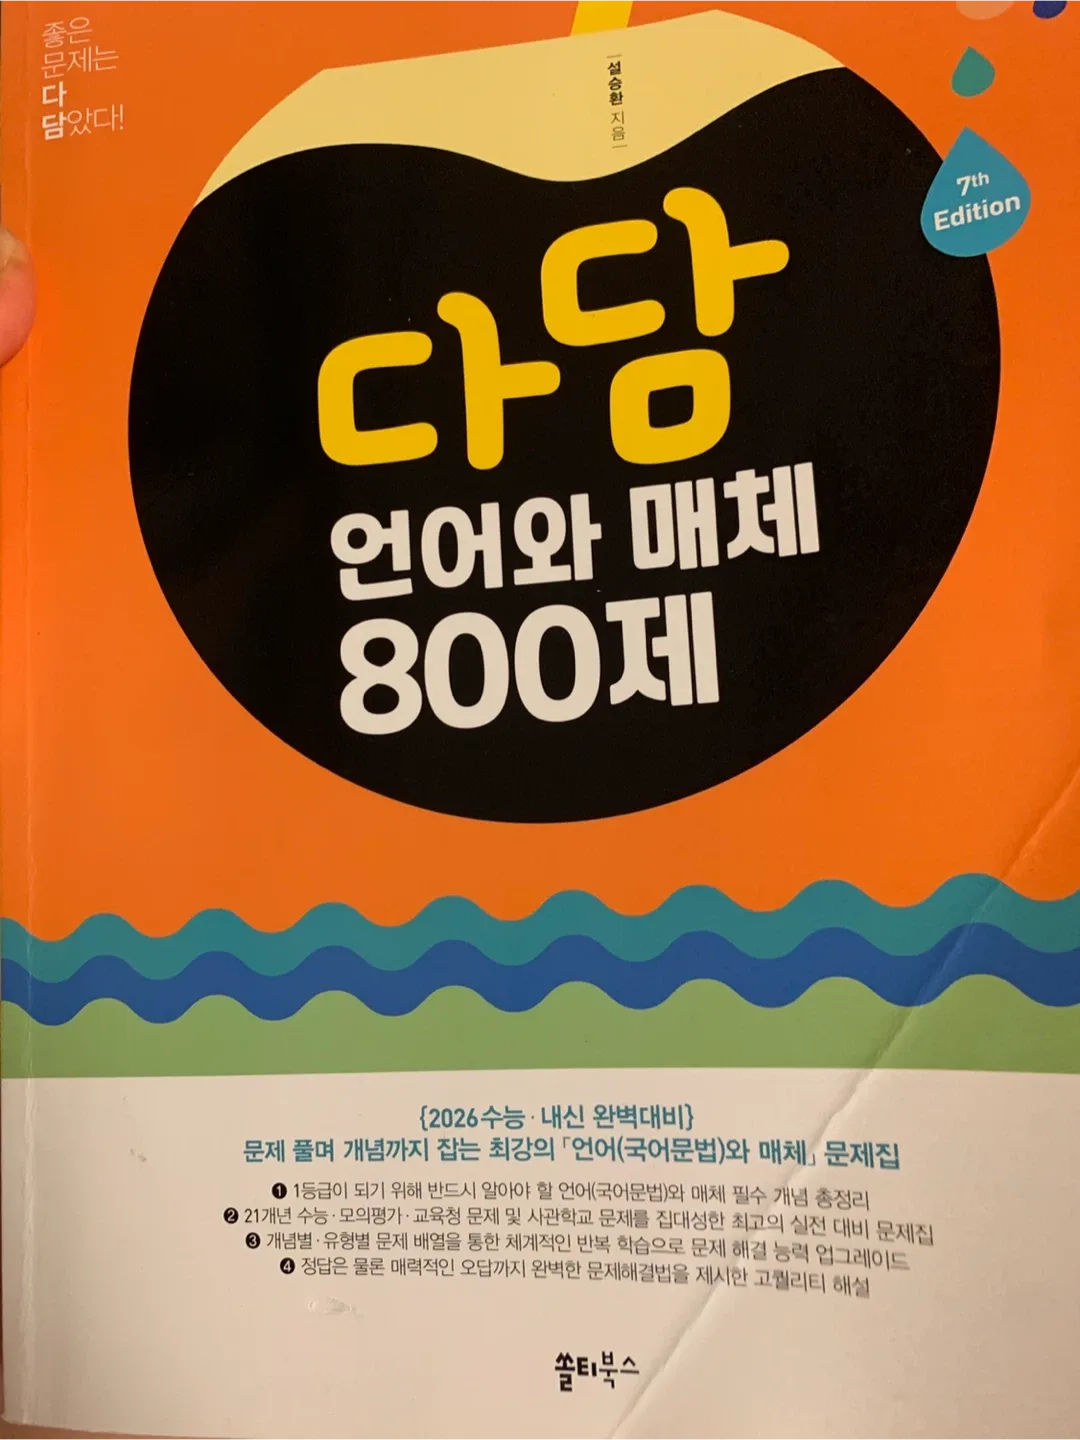 좋은
문제는
다
담았다!
설승환 지음
7th
Edition
다담
언어와 매체
800제
{2026 수능·내신 완벽대비}
문제 풀며 개념까지 잡는 최강의 「언어(국어문법)와 매체」 문제집
❶ 1등급이 되기 위해 반드시 알아야 할 언어(국어문법)와 매체 필수 개념 총정리
❷ 21개년 수능·모의평가·교육청 문제 및 사관학교 문제를 집대성한 최고의 실전 대비 문제집
❸ 개념별·유형별 문제 배열을 통한 체계적인 반복 학습으로 문제 해결 능력 업그레이드
❹ 정답은 물론 매력적인 오답까지 완벽한 문제해결법을 제시한 고퀄리티 해설
쏠티북스